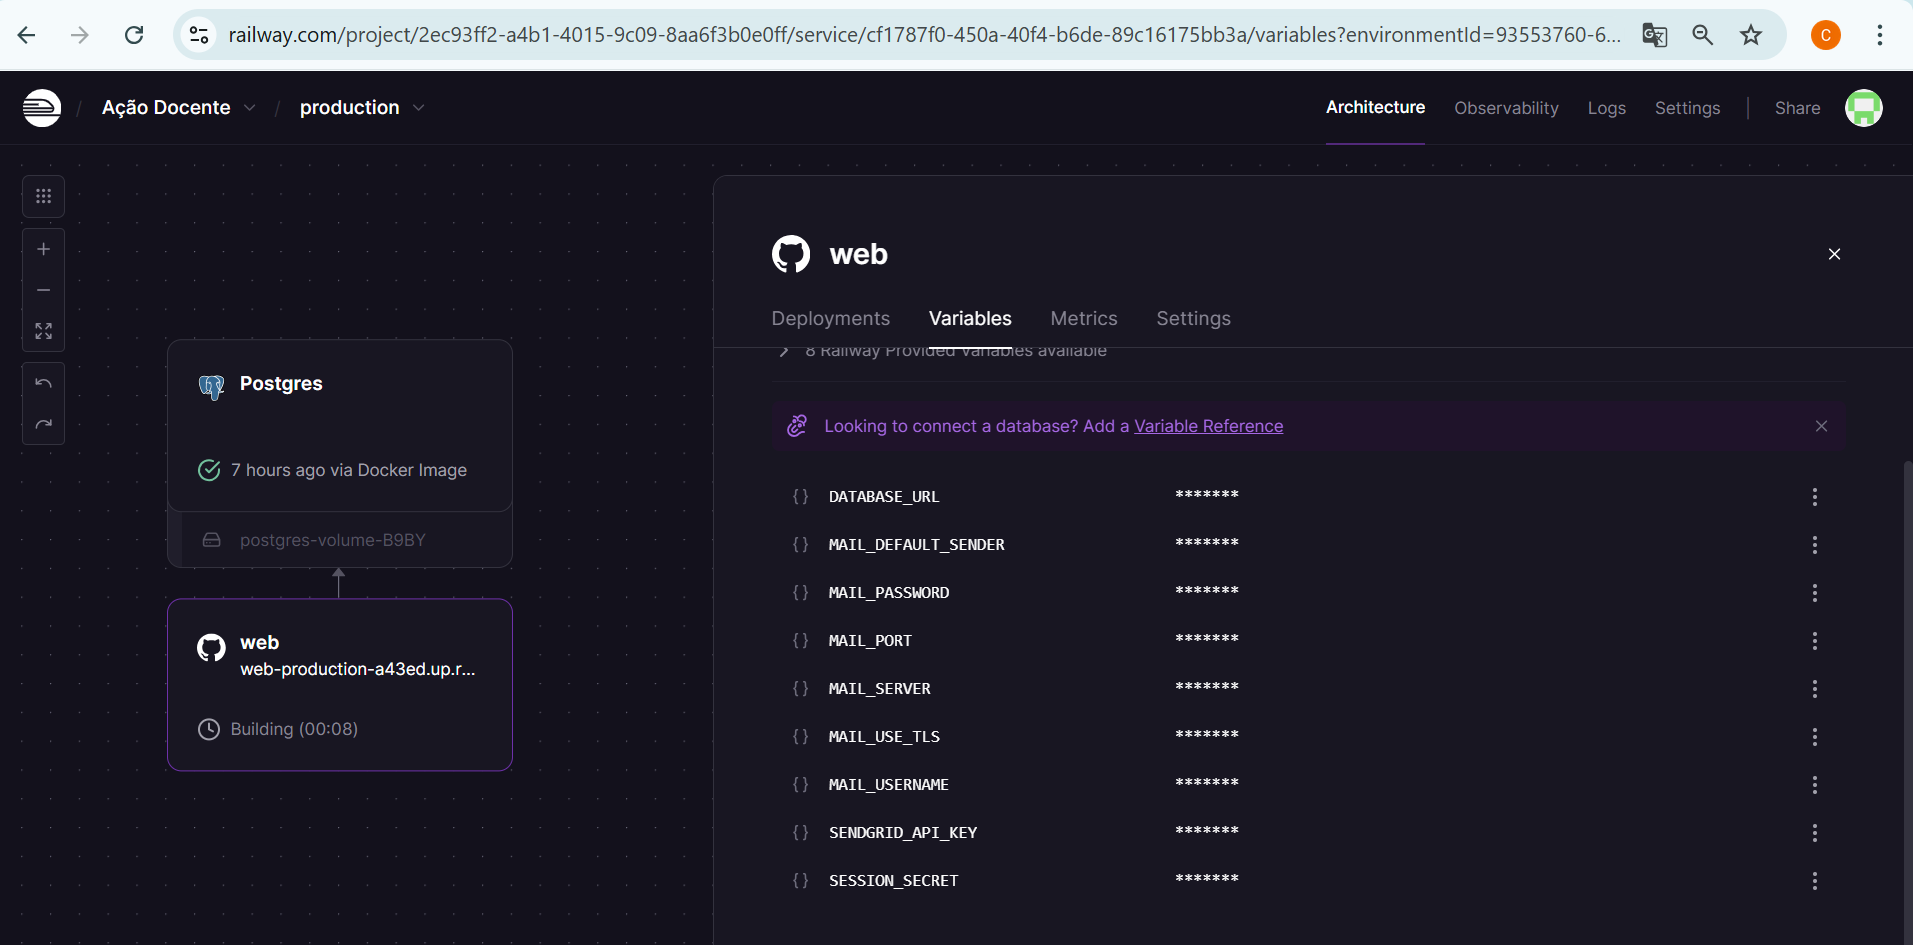 railway.com/project/2ec93ff2-a4b1-4015-9c09-8aa6f3b0e0ff/service/cf1787f0-450a-40f4-b6de-89c16175bb3a/variables?environmentId=93553760-6...
C
/ Ação Docente / production
Architecture Observability Logs Settings | Share
web
Deployments Variables Metrics Settings
8 Railway Provided Variables available
Looking to connect a database? Add a Variable Reference
{} DATABASE_URL *******
{} MAIL_DEFAULT_SENDER *******
{} MAIL_PASSWORD *******
{} MAIL_PORT *******
{} MAIL_SERVER *******
{} MAIL_USE_TLS *******
{} MAIL_USERNAME *******
{} SENDGRID_API_KEY *******
{} SESSION_SECRET *******
Postgres
7 hours ago via Docker Image
postgres-volume-B9BY
web
web-production-a43ed.up.r...
Building (00:08)